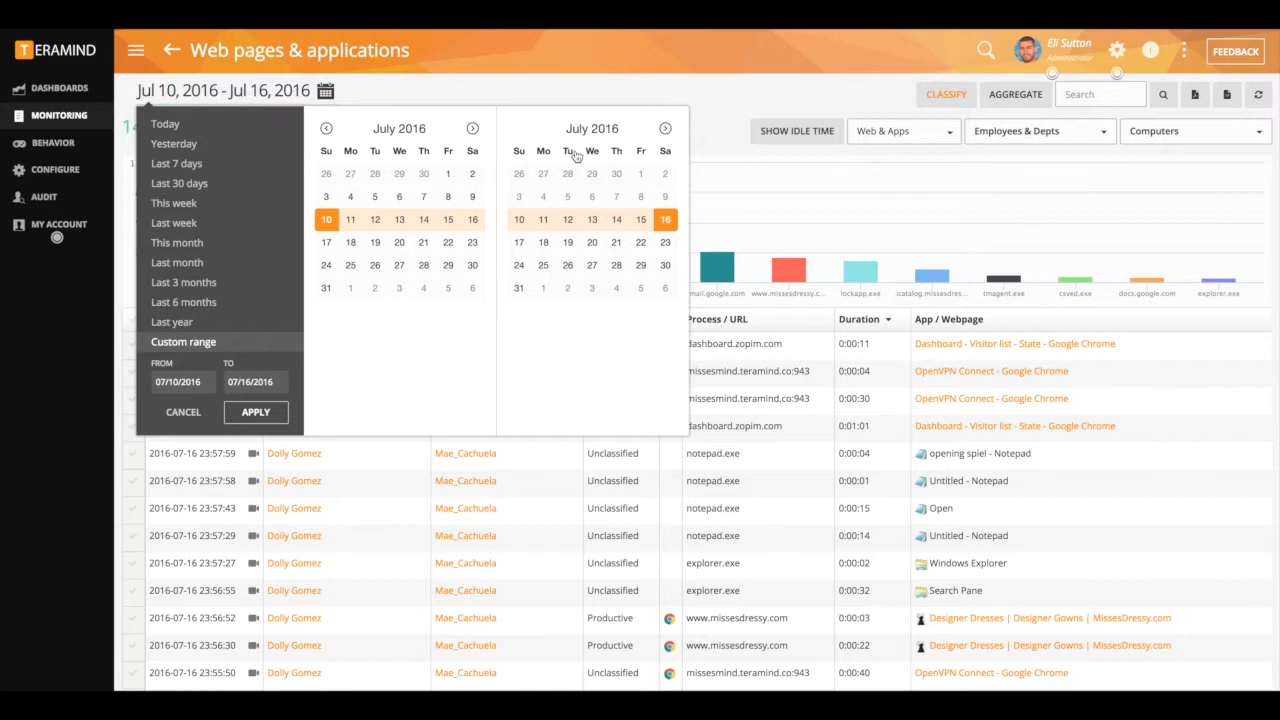 TERAMIND
Web pages & applications
Eli Sutton
Administrator
FEEDBACK
DASHBOARDS
MONITORING
BEHAVIOR
CONFIGURE
AUDIT
MY ACCOUNT
Jul 10, 2016 - Jul 16, 2016
CLASSIFY AGGREGATE Search
SHOW IDLE TIME Web & Apps Employees & Depts Computers
Today
Yesterday
Last 7 days
Last 30 days
This week
Last week
This month
Last month
Last 3 months
Last 6 months
Last year
Custom range
FROM TO
07/10/2016 07/16/2016
CANCEL APPLY
July 2016
Su Mo Tu We Th Fr Sa
26 27 28 29 30 1 2
3 4 5 6 7 8 9
10 11 12 13 14 15 16
17 18 19 20 21 22 23
24 25 26 27 28 29 30
31 1 2 3 4 5 6
July 2016
Su Mo Tu We Th Fr Sa
26 27 28 29 30 1 2
3 4 5 6 7 8 9
10 11 12 13 14 15 16
17 18 19 20 21 22 23
24 25 26 27 28 29 30
31 1 2 3 4 5 6
mail.google.com www.missesdressy.c... lockapp.exe icatalog.missesdres... tmagent.exe csved.exe docs.google.com explorer.exe
Process / URL Duration App / Webpage
dashboard.zopim.com 0:00:11 Dashboard - Visitor list - State - Google Chrome
missesmind.teramind.co:943 0:00:04 OpenVPN Connect - Google Chrome
missesmind.teramind.co:943 0:00:30 OpenVPN Connect - Google Chrome
dashboard.zopim.com 0:01:01 Dashboard - Visitor list - State - Google Chrome
2016-07-16 23:57:59 Dolly Gomez Mae_Cachuela Unclassified notepad.exe 0:00:04 opening spiel - Notepad
2016-07-16 23:57:58 Dolly Gomez Mae_Cachuela Unclassified notepad.exe 0:00:01 Untitled - Notepad
2016-07-16 23:57:43 Dolly Gomez Mae_Cachuela Unclassified notepad.exe 0:00:15 Open
2016-07-16 23:57:29 Dolly Gomez Mae_Cachuela Unclassified notepad.exe 0:00:14 Untitled - Notepad
2016-07-16 23:57:27 Dolly Gomez Mae_Cachuela Unclassified explorer.exe 0:00:02 Windows Explorer
2016-07-16 23:56:55 Dolly Gomez Mae_Cachuela Unclassified explorer.exe 0:00:32 Search Pane
2016-07-16 23:56:52 Dolly Gomez Mae_Cachuela Productive www.missesdressy.com 0:00:03 Designer Dresses | Designer Gowns | MissesDressy.com
2016-07-16 23:56:30 Dolly Gomez Mae_Cachuela Productive www.missesdressy.com 0:00:22 Designer Dresses | Designer Gowns | MissesDressy.com
2016-07-16 23:55:50 Dolly Gomez Mae_Cachuela Unclassified missesmind.teramind.co:943 0:00:40 OpenVPN Connect - Google Chrome